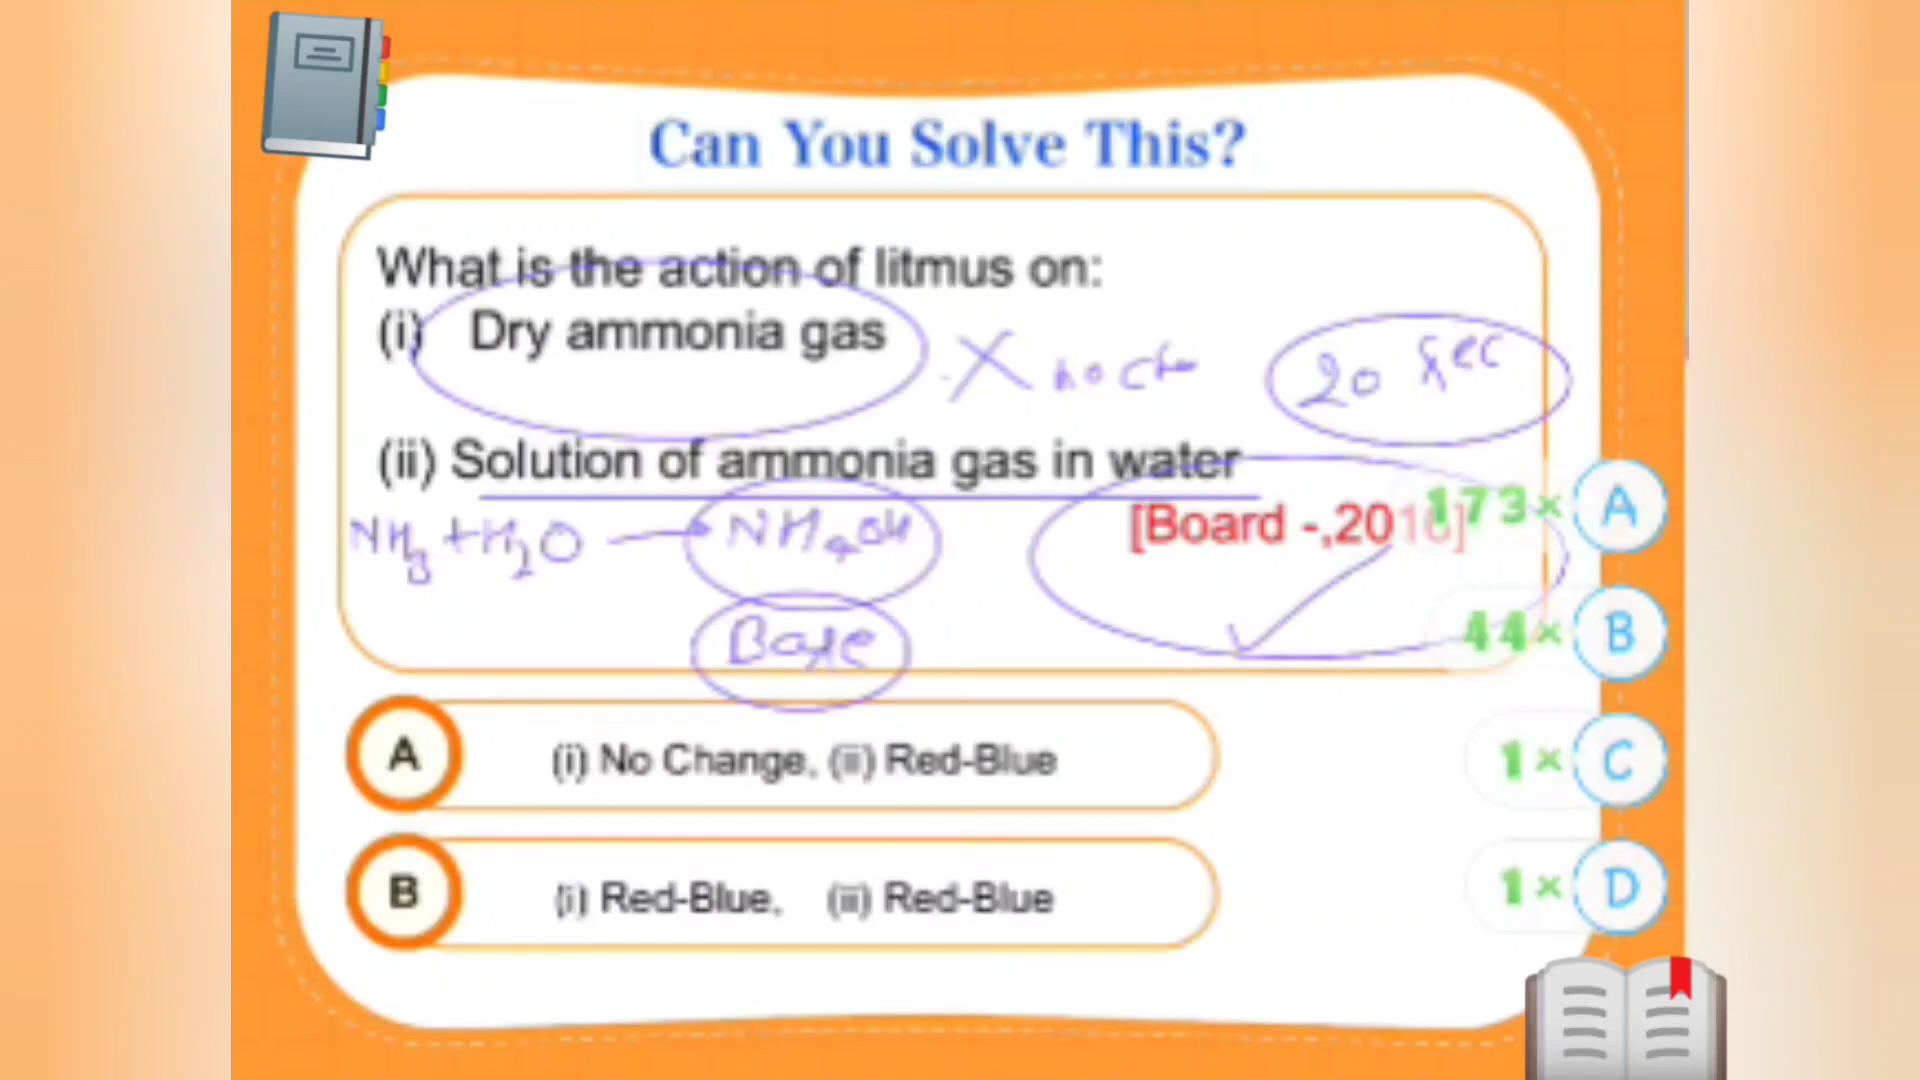 Can You Solve This?
What is the action of litmus on:
(i) Dry ammonia gas
no
20 Sec
(ii) Solution of ammonia gas in water
[Board -,2016]
NH3+H2O → NH4OH
Base
A (i) No Change, (ii) Red-Blue
B (i) Red-Blue, (ii) Red-Blue
173× A
44× B
1× C
1× D